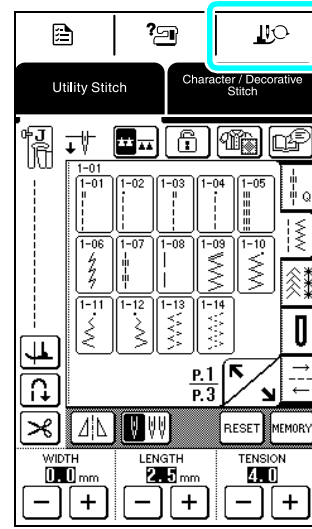 Utility Stitch
Character / Decorative
Stitch
J
1-01
1-01 1-02 1-03 1-04 1-05
Q
1-06 1-07 1-08 1-09 1-10
1-11 1-12 1-13 1-14
P.1
P.3
RESET MEMORY
WIDTH LENGTH TENSION
0.0 mm 2.5 mm 4.0
− + − + − +